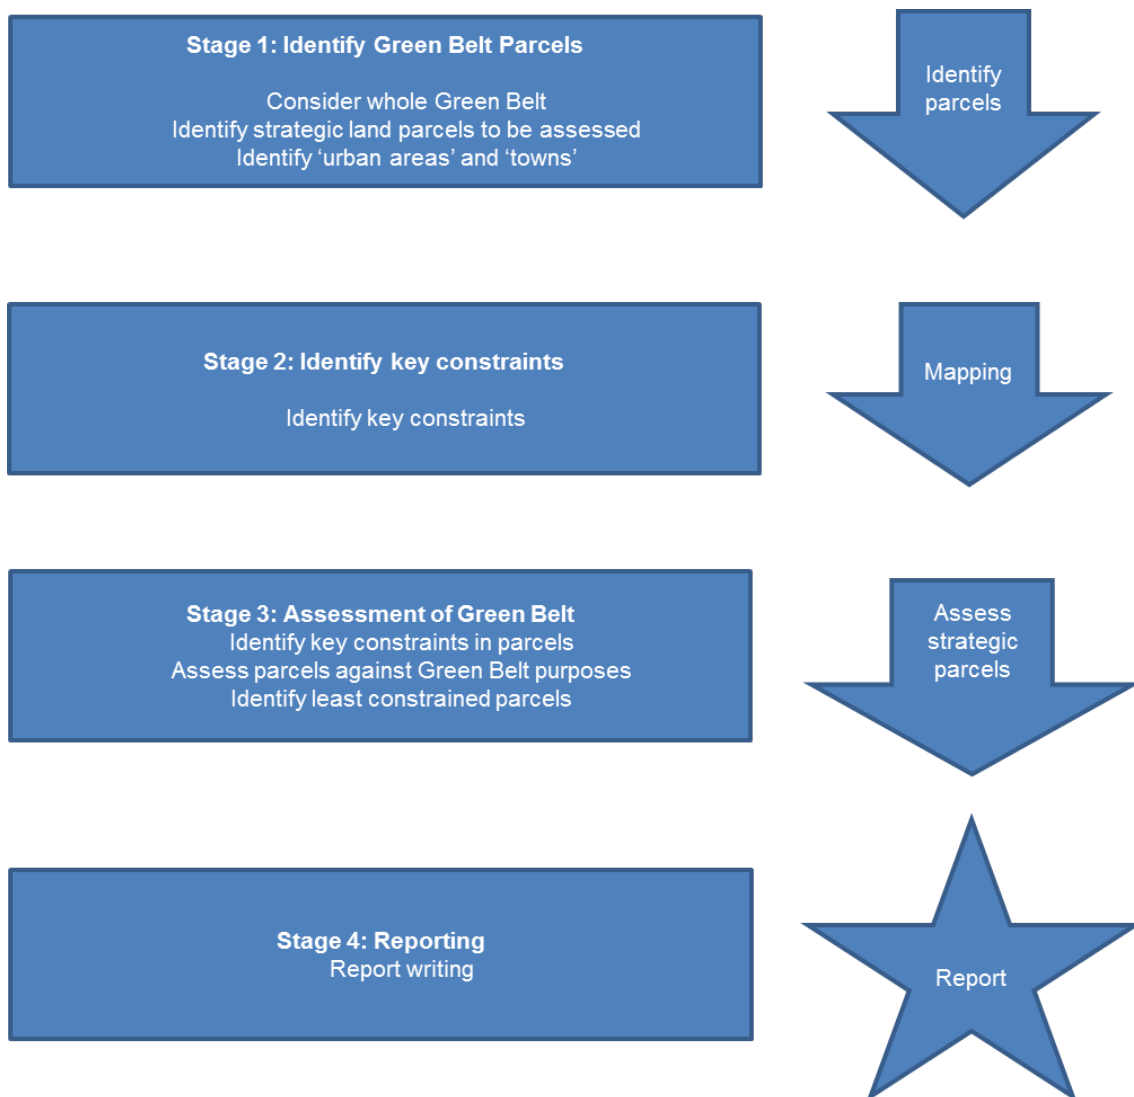 Stage 1: Identify Green Belt Parcels
Consider whole Green Belt
Identify strategic land parcels to be assessed
Identify ‘urban areas’ and ‘towns’
Identify
parcels
Stage 2: Identify key constraints
Identify key constraints
Mapping
Stage 3: Assessment of Green Belt
Identify key constraints in parcels
Assess parcels against Green Belt purposes
Identify least constrained parcels
Assess
strategic
parcels
Stage 4: Reporting
Report writing
Report